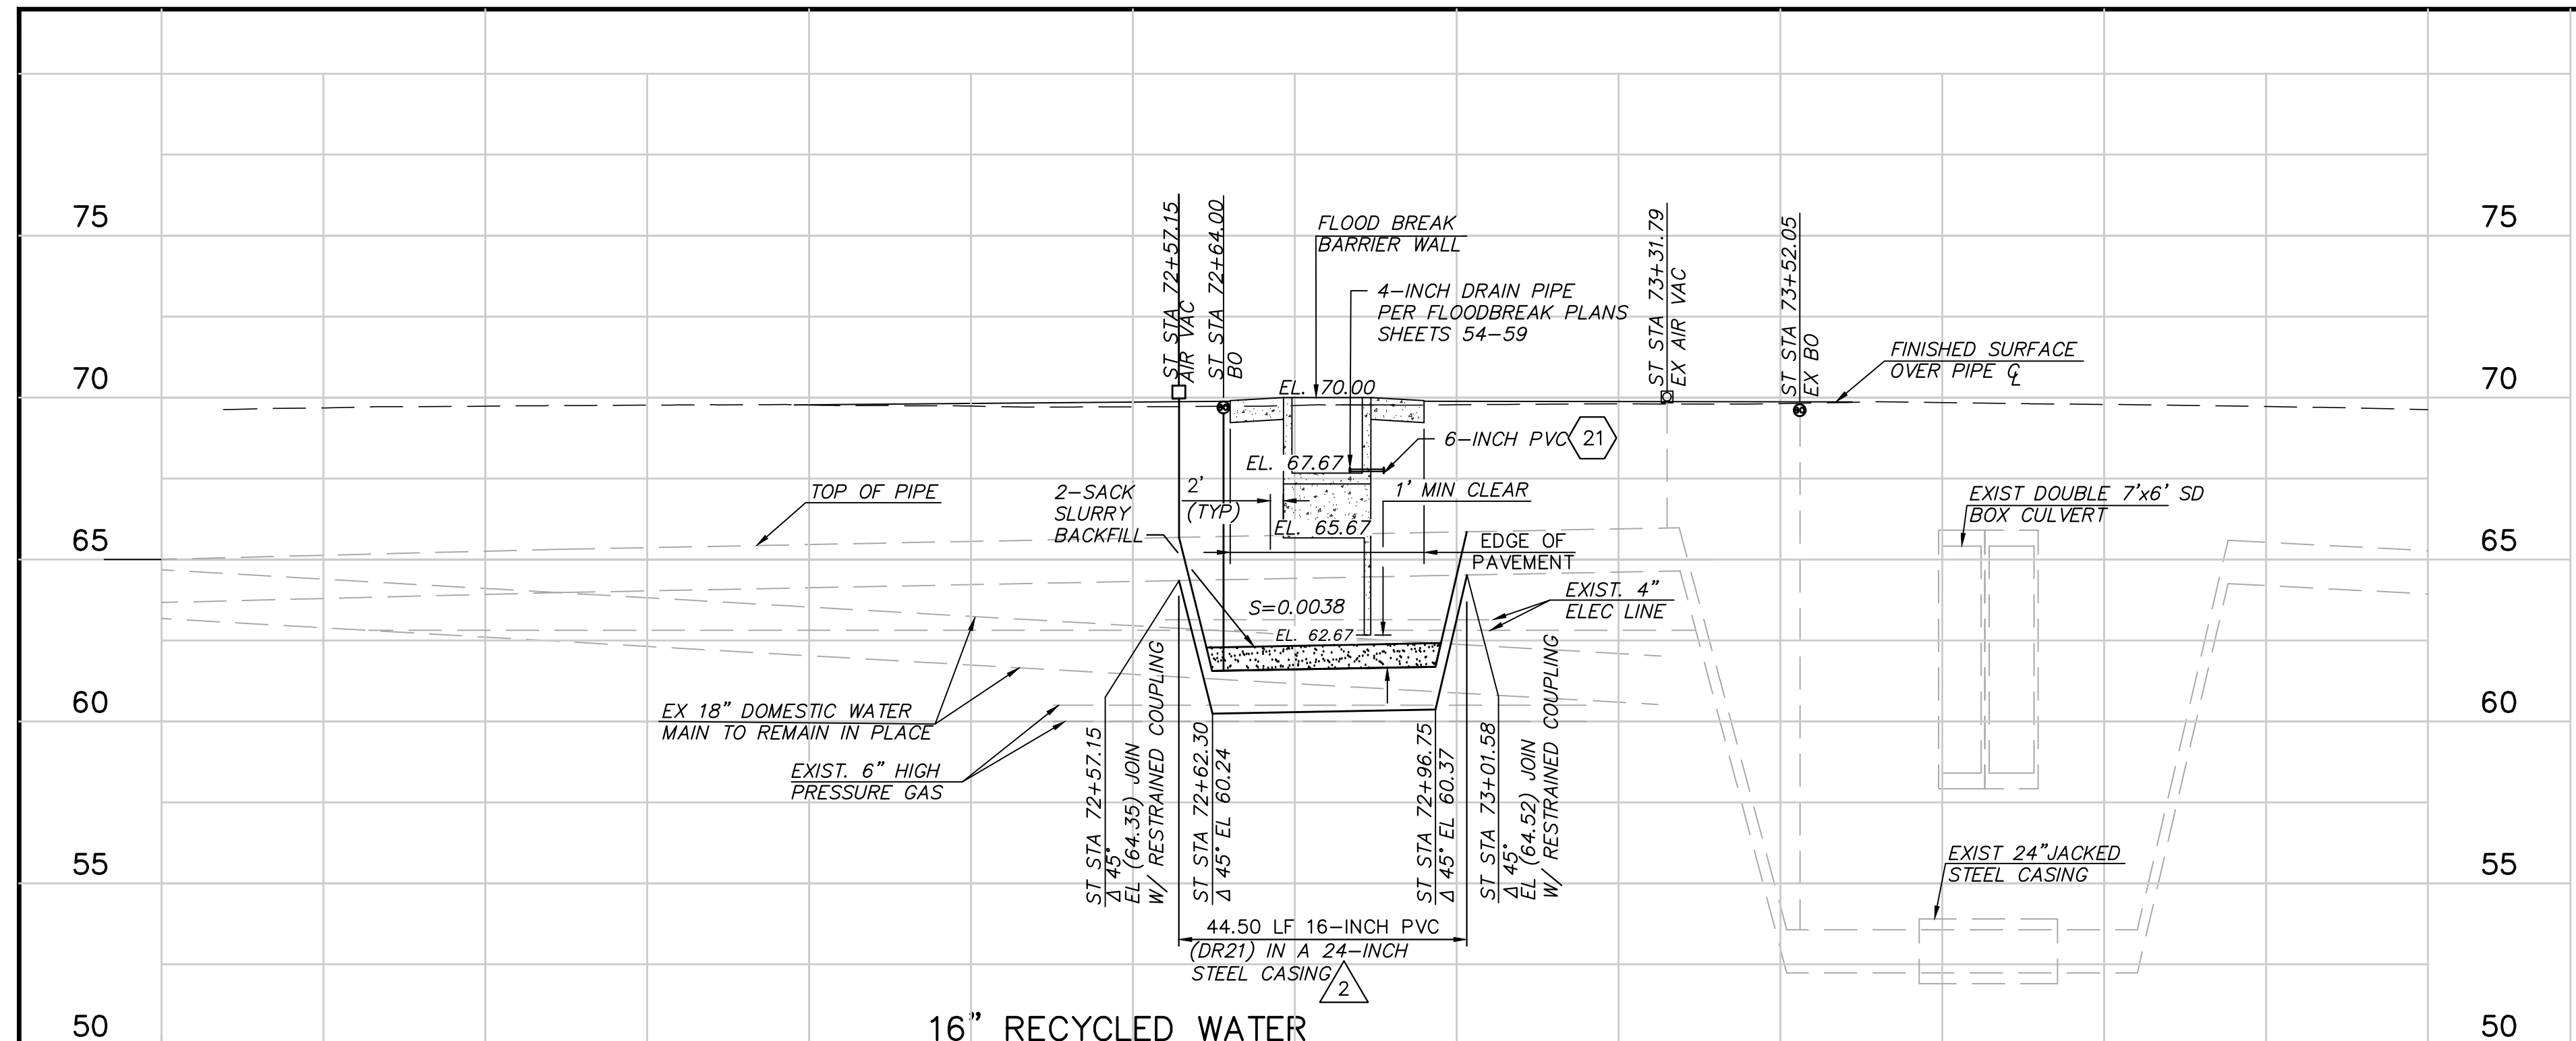 75
75
70
70
65
65
60
60
55
55
50
50
ST STA 72+57.15
AIR VAC
ST STA 72+64.00
BO
FLOOD BREAK
BARRIER WALL
4-INCH DRAIN PIPE
PER FLOODBREAK PLANS
SHEETS 54-59
ST STA 73+31.79
EX AIR VAC
ST STA 73+52.05
EX BO
FINISHED SURFACE
OVER PIPE ℄
EL. 70.00
6-INCH PVC
21
EL. 67.67
TOP OF PIPE
2-SACK
SLURRY
BACKFILL
2'
(TYP)
1' MIN CLEAR
EL. 65.67
EDGE OF
PAVEMENT
EXIST DOUBLE 7'x6' SD
BOX CULVERT
S=0.0038
EXIST. 4"
ELEC LINE
EL. 62.67
EX 18" DOMESTIC WATER
MAIN TO REMAIN IN PLACE
EXIST. 6" HIGH
PRESSURE GAS
ST STA 72+57.15
Δ 45°
EL (64.35) JOIN
W/ RESTRAINED COUPLING
ST STA 72+62.30
Δ 45° EL 60.24
ST STA 72+96.75
Δ 45° EL 60.37
ST STA 73+01.58
Δ 45°
EL (64.52) JOIN
W/ RESTRAINED COUPLING
EXIST 24"JACKED
STEEL CASING
44.50 LF 16-INCH PVC
(DR21) IN A 24-INCH
STEEL CASING
2
16" RECYCLED WATER